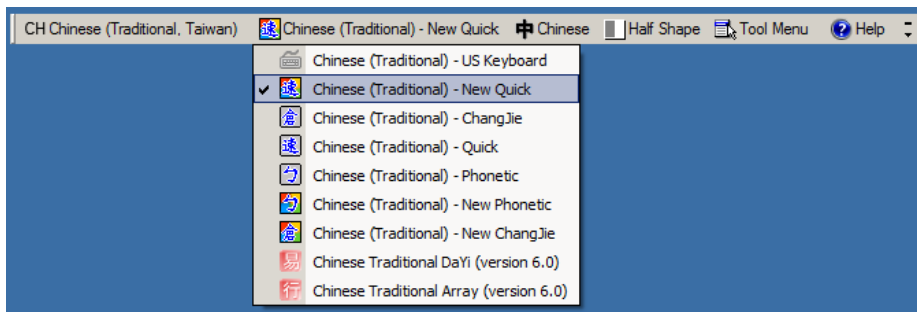 CH Chinese (Traditional, Taiwan) 速 Chinese (Traditional) - New Quick 中 Chinese Half Shape Tool Menu ? Help
Chinese (Traditional) - US Keyboard
速 Chinese (Traditional) - New Quick
倉 Chinese (Traditional) - ChangJie
速 Chinese (Traditional) - Quick
ㄅ Chinese (Traditional) - Phonetic
ㄅ Chinese (Traditional) - New Phonetic
倉 Chinese (Traditional) - New ChangJie
易 Chinese Traditional DaYi (version 6.0)
行 Chinese Traditional Array (version 6.0)